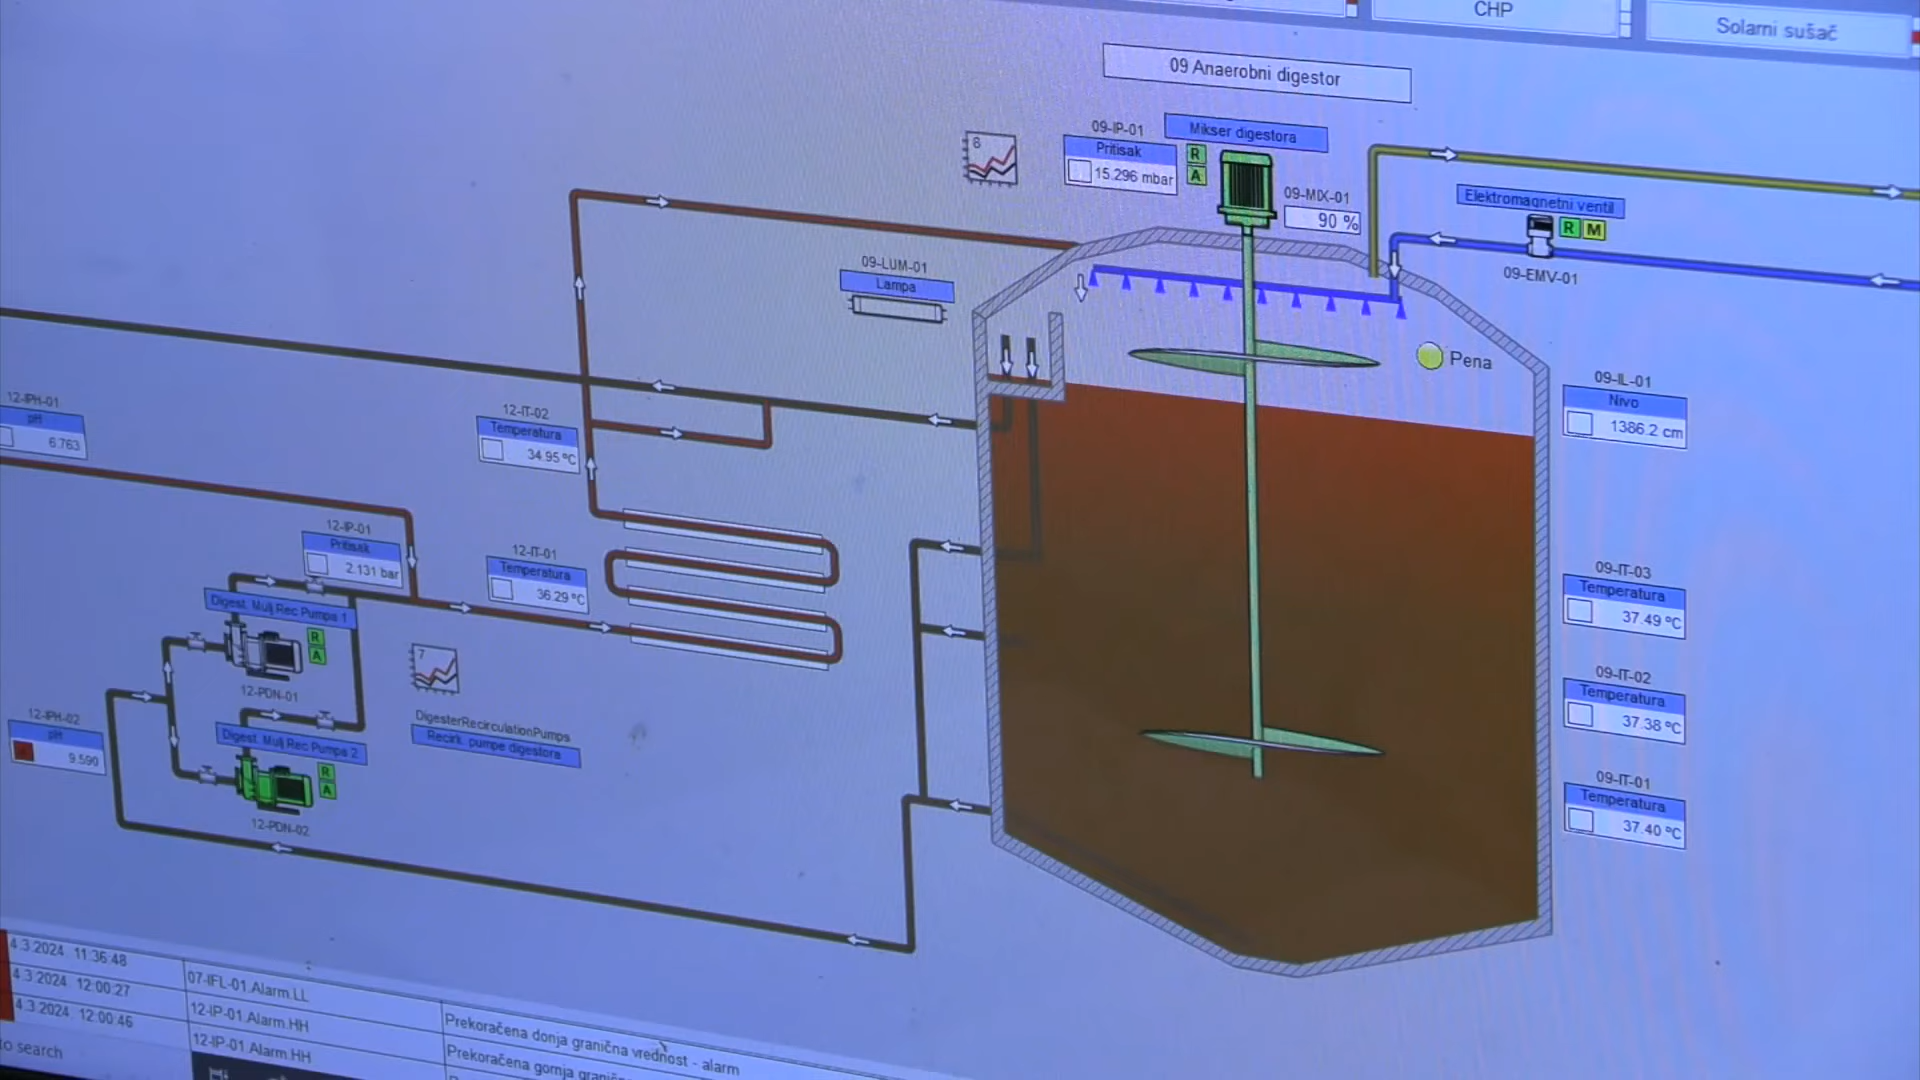 CHP
Solarni sušač
09 Anaerobni digestor
09-IP-01
Pritisak
15.296 mbar
Mikser digestora
R
A
09-MIX-01
90 %
8
Elektromagnetni ventil
R
M
09-EMV-01
09-LUM-01
Lampa
Pena
09-IL-01
Nivo
1386.2 cm
12-IPH-01
pH
6.763
12-IT-02
Temperatura
34.95 ºC
12-IP-01
Pritisak
2.131 bar
12-IT-01
Temperatura
36.29 ºC
09-IT-03
Temperatura
37.49 ºC
Digest. Mulj Rec Pumpa 1
R
A
12-PDN-01
7
09-IT-02
Temperatura
37.38 ºC
12-IPH-02
pH
9.590
DigesterRecirculationPumps
Recirk. pumpe digestora
Digest. Mulj Rec Pumpa 2
R
A
12-PDN-02
09-IT-01
Temperatura
37.40 ºC
4.3.2024. 11:36:48
07-IFL-01.Alarm.LL
Prekoračena donja granična vrednost - alarm
4.3.2024. 12:00:27
12-IP-01.Alarm.HH
Prekoračena gornja
4.3.2024. 12:00:46
12-IP-01.Alarm.HH
to search